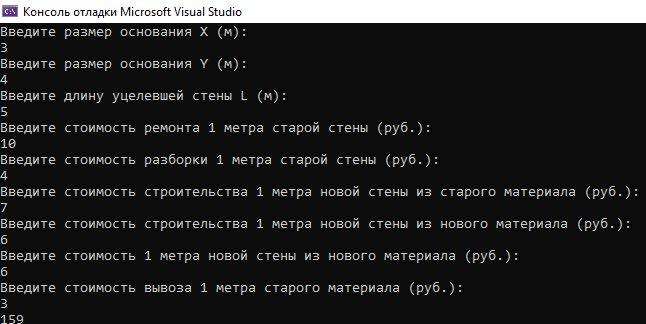 Консоль отладки Microsoft Visual Studio
Введите размер основания X (м):
3
Введите размер основания Y (м):
4
Введите длину уцелевшей стены L (м):
5
Введите стоимость ремонта 1 метра старой стены (руб.):
10
Введите стоимость разборки 1 метра старой стены (руб.):
4
Введите стоимость строительства 1 метра новой стены из старого материала (руб.):
7
Введите стоимость строительства 1 метра новой стены из нового материала (руб.):
6
Введите стоимость 1 метра новой стены из нового материала (руб.):
6
Введите стоимость вывоза 1 метра старого материала (руб.):
3
159